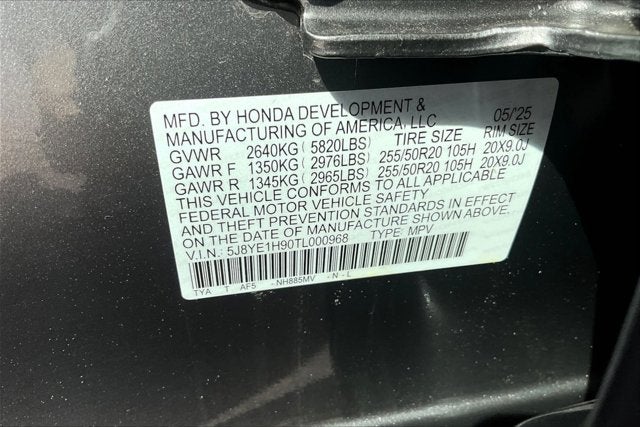 MFD. BY HONDA DEVELOPMENT & 05/'25
MANUFACTURING OF AMERICA, LLC
GVWR 2640KG ( 5820LBS) TIRE SIZE RIM SIZE
GAWR F 1350KG ( 2976LBS) 255/50R20 105H 20X9.0J
GAWR R 1345KG ( 2965LBS) 255/50R20 105H 20X9.0J
THIS VEHICLE CONFORMS TO ALL APPLICABLE
FEDERAL MOTOR VEHICLE SAFETY
AND THEFT PREVENTION STANDARDS IN EFFECT
ON THE DATE OF MANUFACTURE SHOWN ABOVE.
V.I.N.: 5J8YE1H90TL000968 TYPE: MPV
TYA T AF5 -NH885MV -N-L